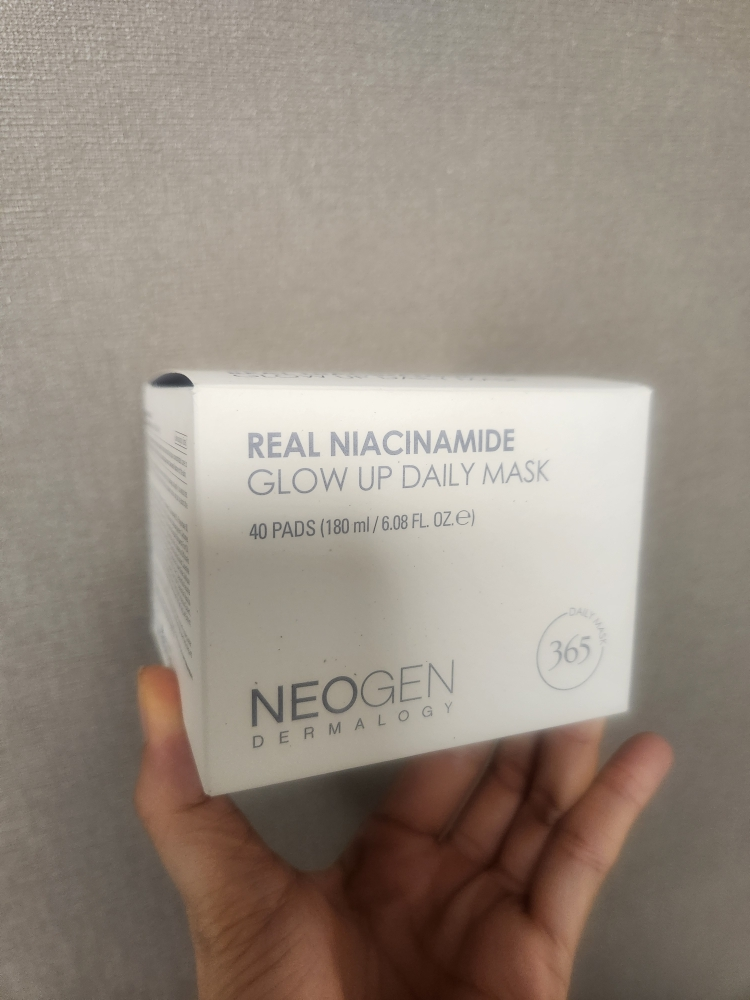 REAL NIACINAMIDE
GLOW UP DAILY MASK
40 PADS (180 ml / 6.08 FL. OZ.℮)
DAILY MASK
365
NEOGEN
DERMALOGY